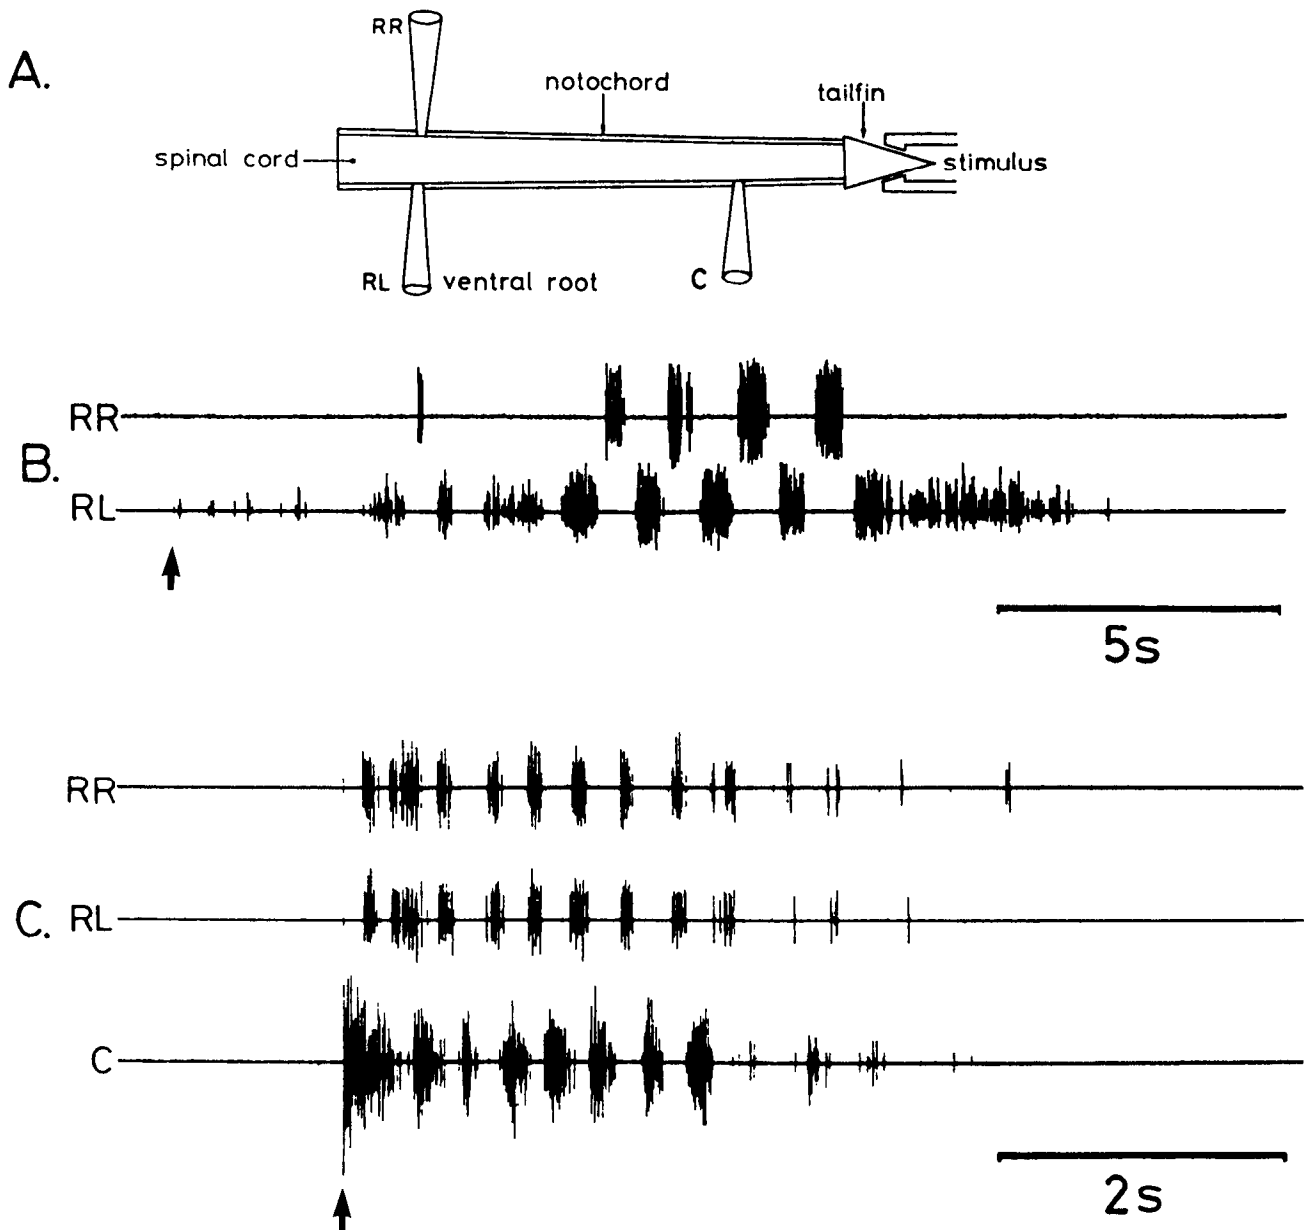 A.
RR
notochord
tailfin
spinal cord
stimulus
RL ventral root
C
RR
B.
RL
5s
RR
C. RL
C
2s